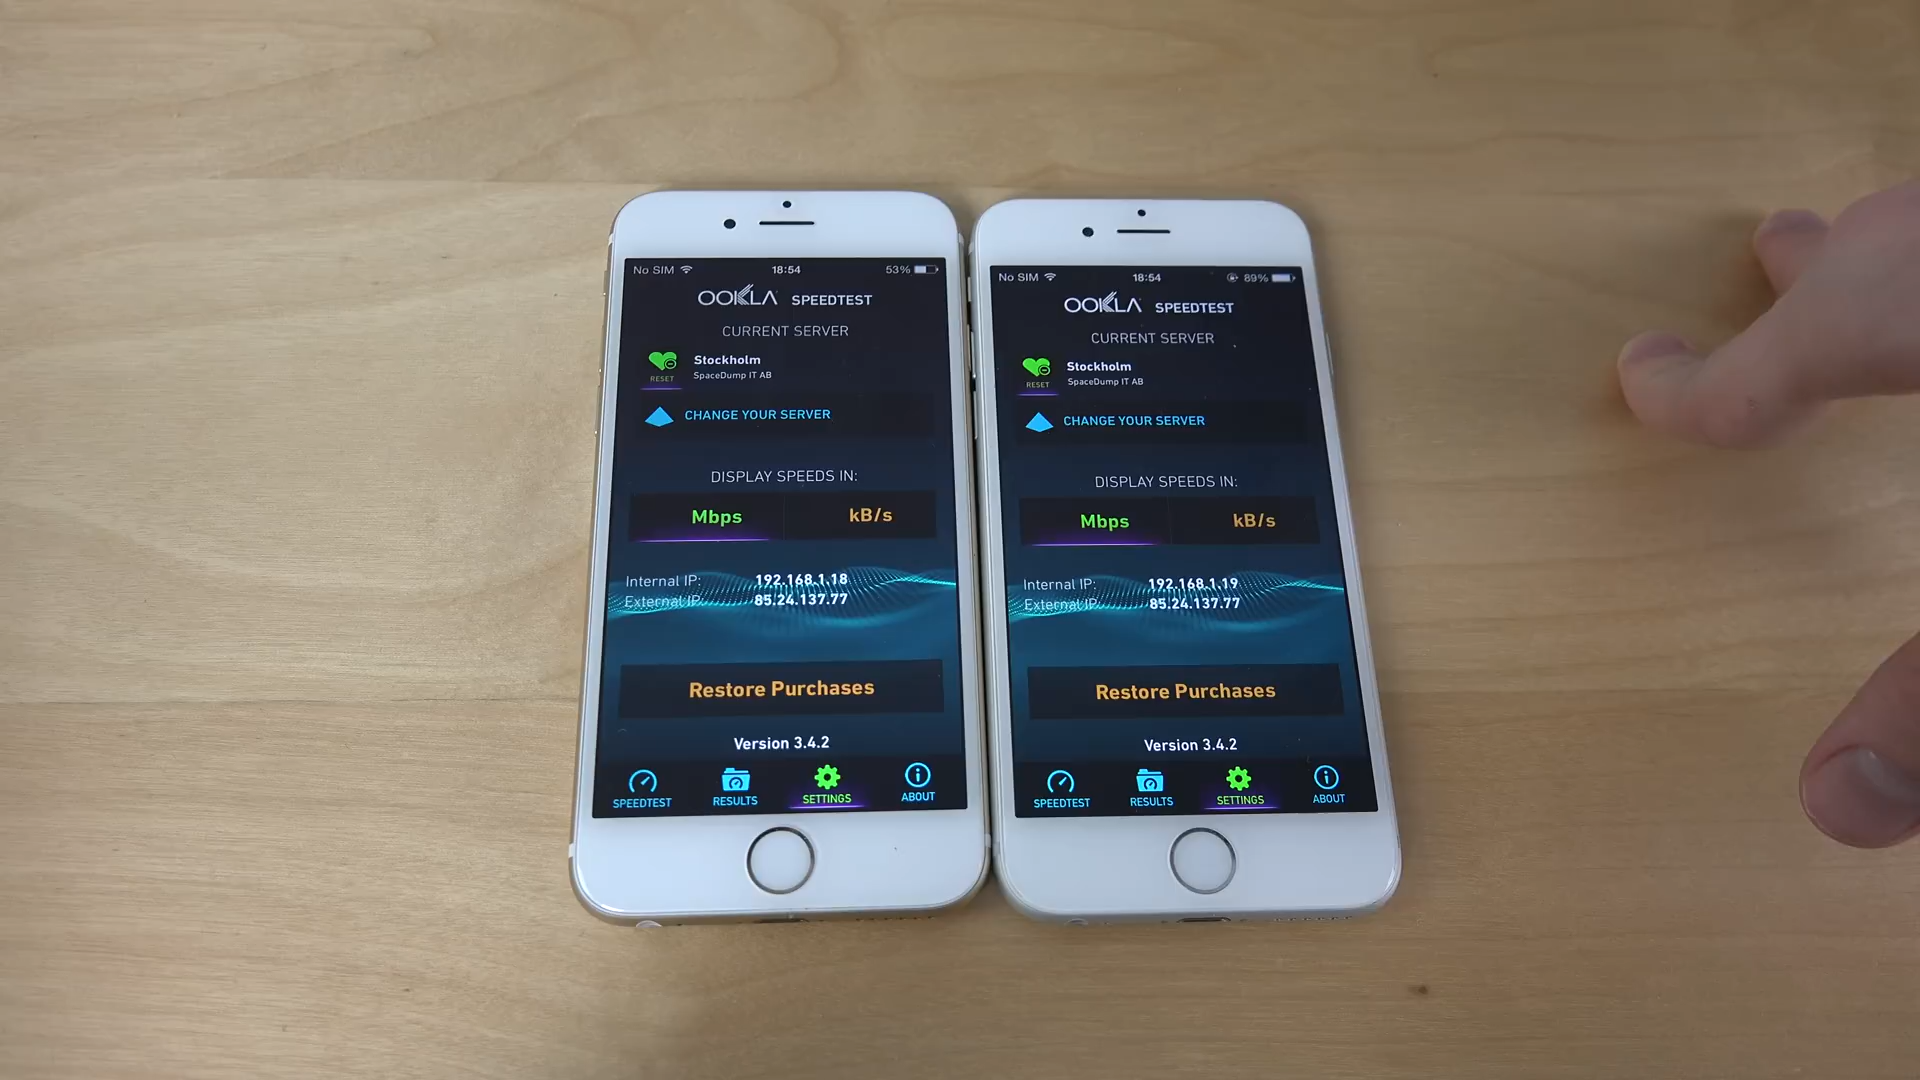 No SIM 18:54 53%
OOKLA SPEEDTEST
CURRENT SERVER
RESET
Stockholm
SpaceDump IT AB
CHANGE YOUR SERVER
DISPLAY SPEEDS IN:
Mbps kB/s
Internal IP: 192.168.1.18
External IP: 85.24.137.77
Restore Purchases
Version 3.4.2
SPEEDTEST RESULTS SETTINGS ABOUT
No SIM 18:54 89%
OOKLA SPEEDTEST
CURRENT SERVER
RESET
Stockholm
SpaceDump IT AB
CHANGE YOUR SERVER
DISPLAY SPEEDS IN:
Mbps kB/s
Internal IP: 192.168.1.19
External IP: 85.24.137.77
Restore Purchases
Version 3.4.2
SPEEDTEST RESULTS SETTINGS ABOUT